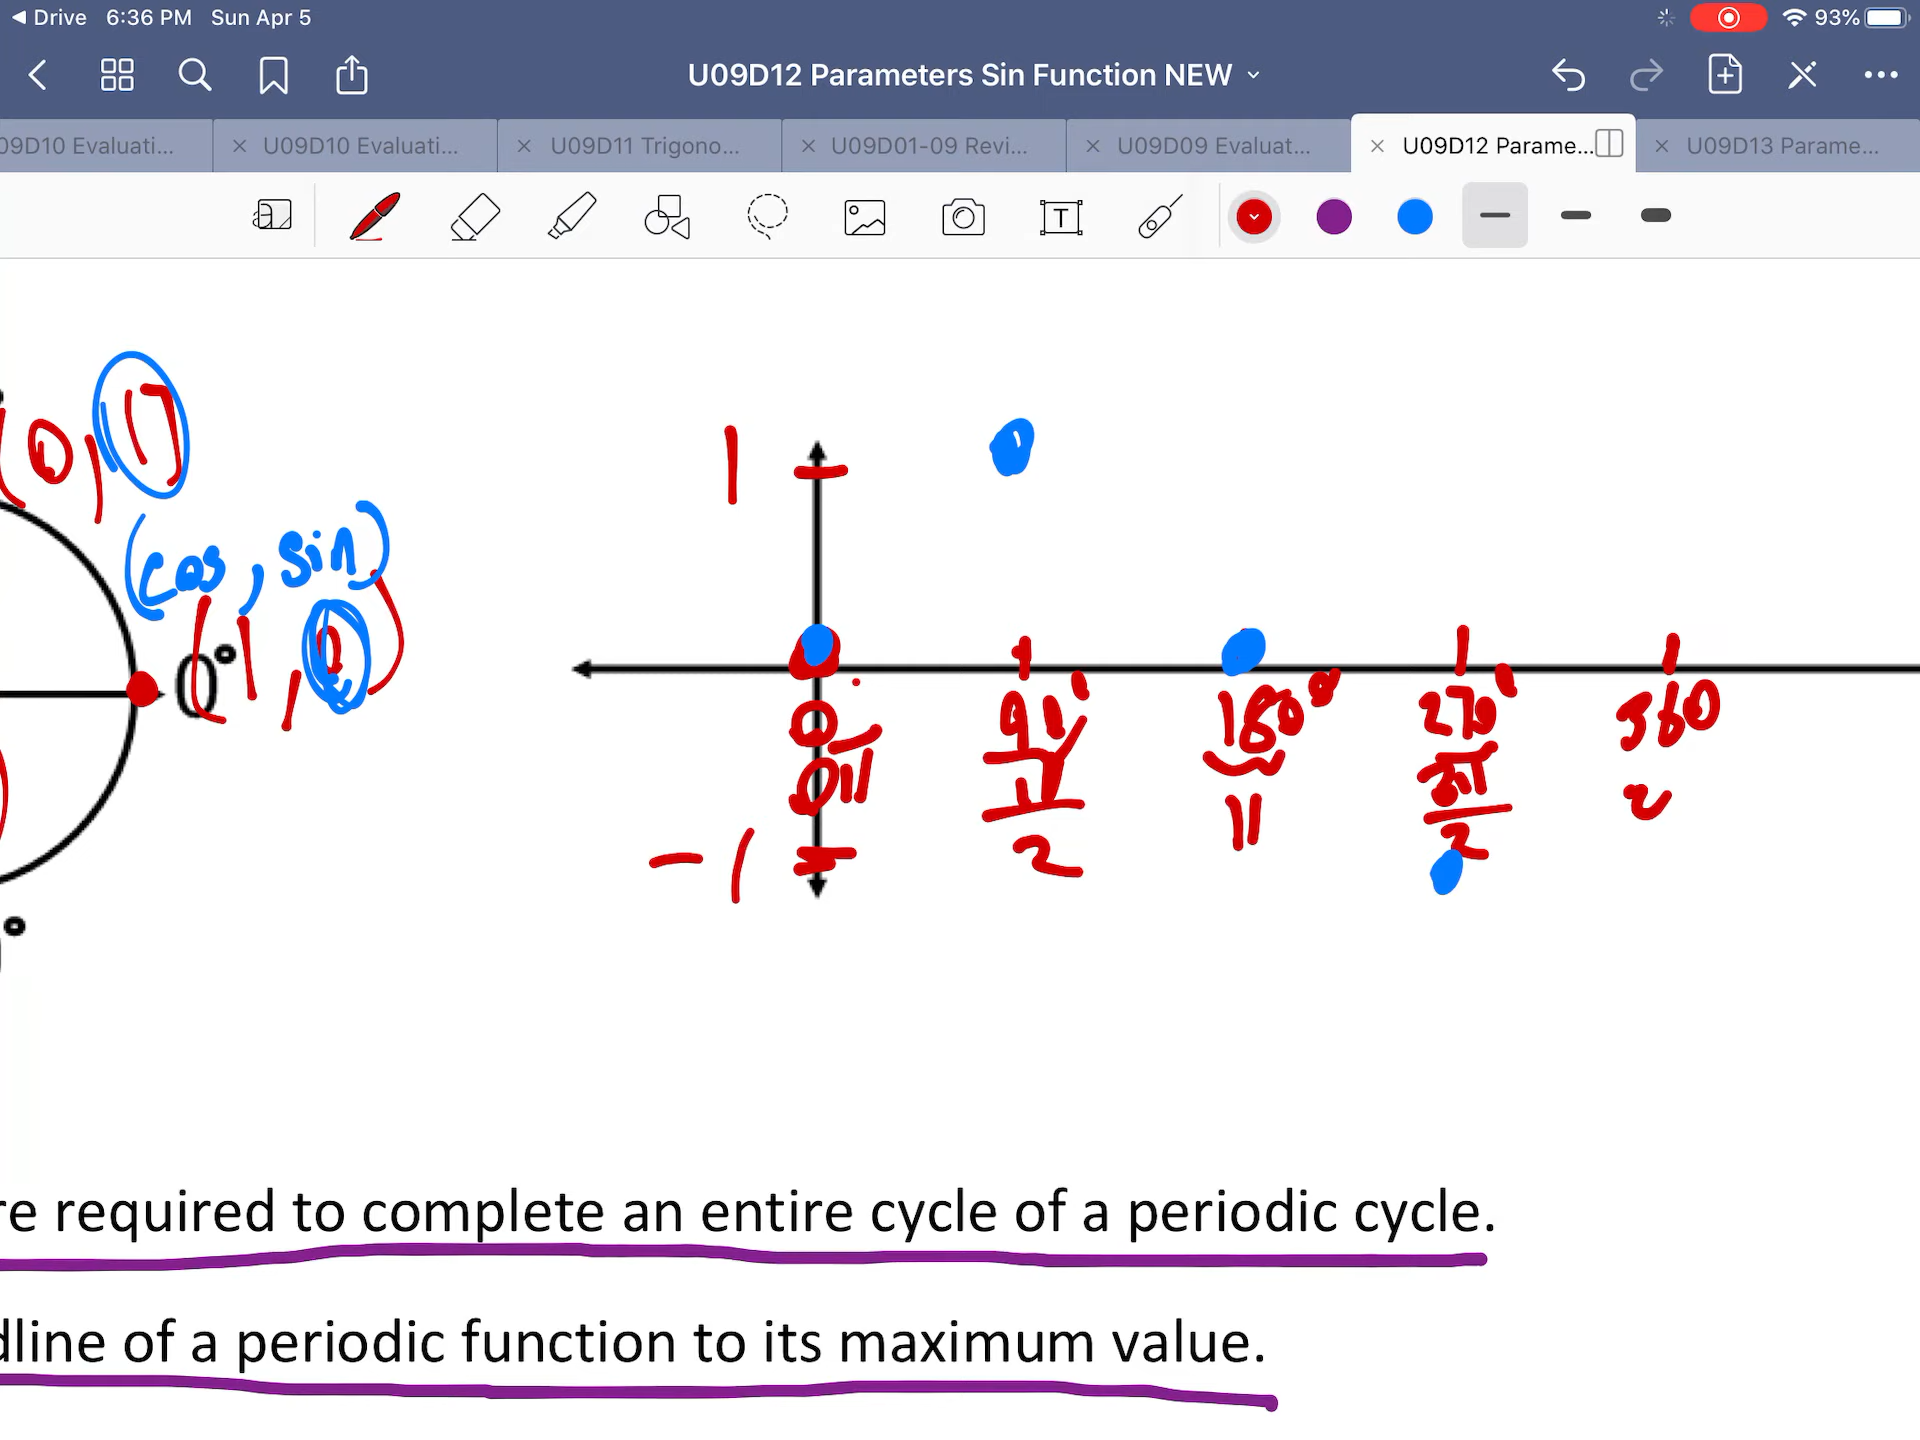 Drive 6:36 PM Sun Apr 5 93%
U09D12 Parameters Sin Function NEW
09D10 Evaluati... U09D10 Evaluati... U09D11 Trigono... U09D01-09 Revi... U09D09 Evaluat... U09D12 Parame... U09D13 Parame...
T
(0,1)
(cos, sin)
(1, 0)
0°
1
0 90° 180° 270° 360
0π π/2 π 3π/2 2
-1
re required to complete an entire cycle of a periodic cycle.
dline of a periodic function to its maximum value.